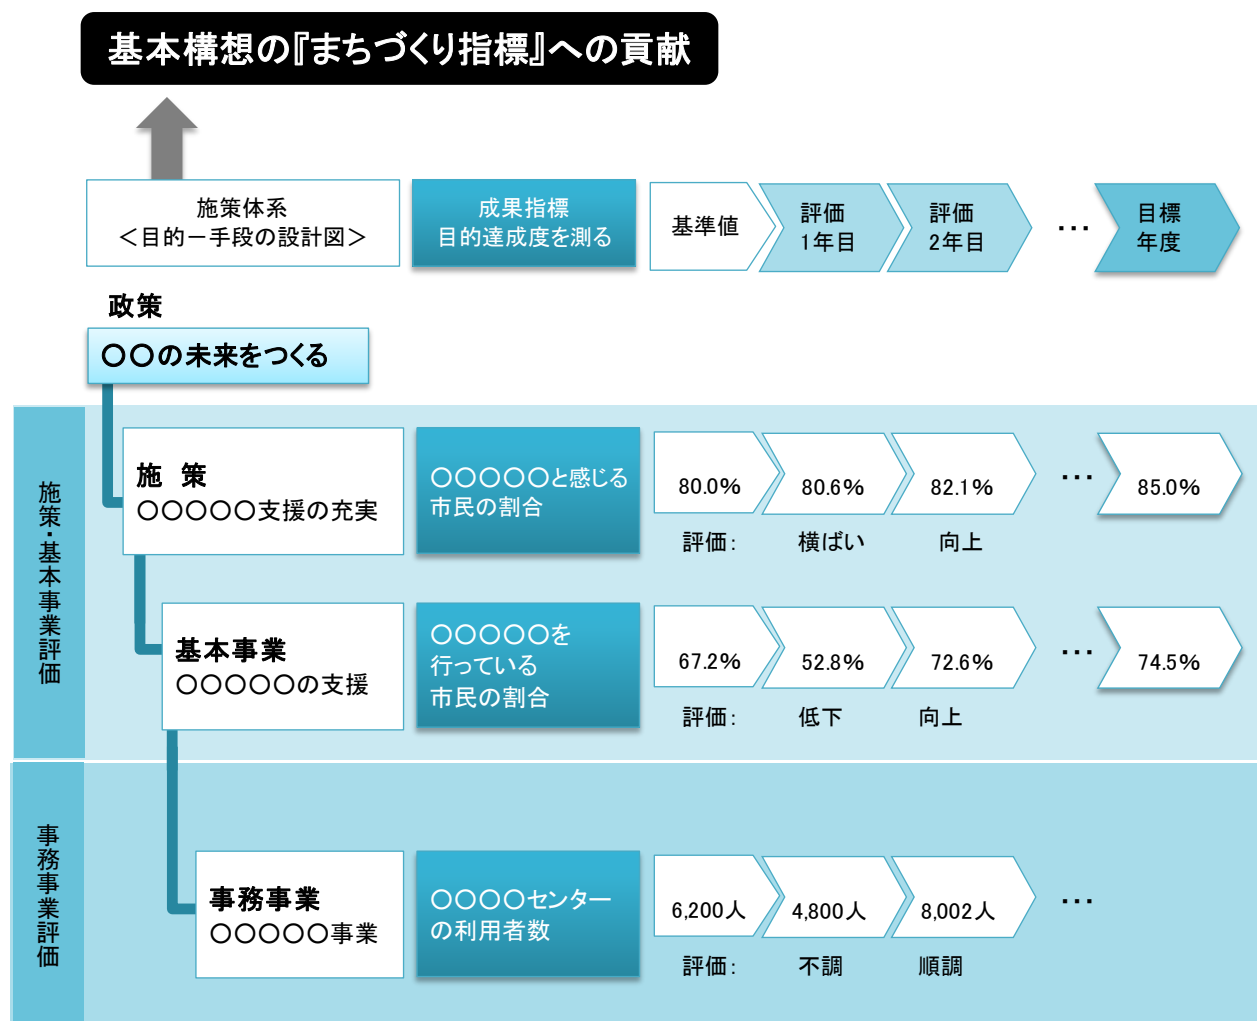 基本構想の『まちづくり指標』への貢献
施策体系
＜目的－手段の設計図＞
成果指標
目的達成度を測る
基準値
評価
1年目
評価
2年目
…
目標
年度
政策
〇〇の未来をつくる
施策・基本事業評価
施　策
〇〇〇〇〇支援の充実
〇〇〇〇〇と感じる
市民の割合
80.0%
80.6%
82.1%
…
85.0%
評価：
横ばい
向上
基本事業
〇〇〇〇〇の支援
〇〇〇〇〇を
行っている
市民の割合
67.2%
52.8%
72.6%
…
74.5%
評価：
低下
向上
事務事業評価
事務事業
〇〇〇〇〇事業
〇〇〇〇センター
の利用者数
6,200人
4,800人
8,002人
…
評価：
不調
順調